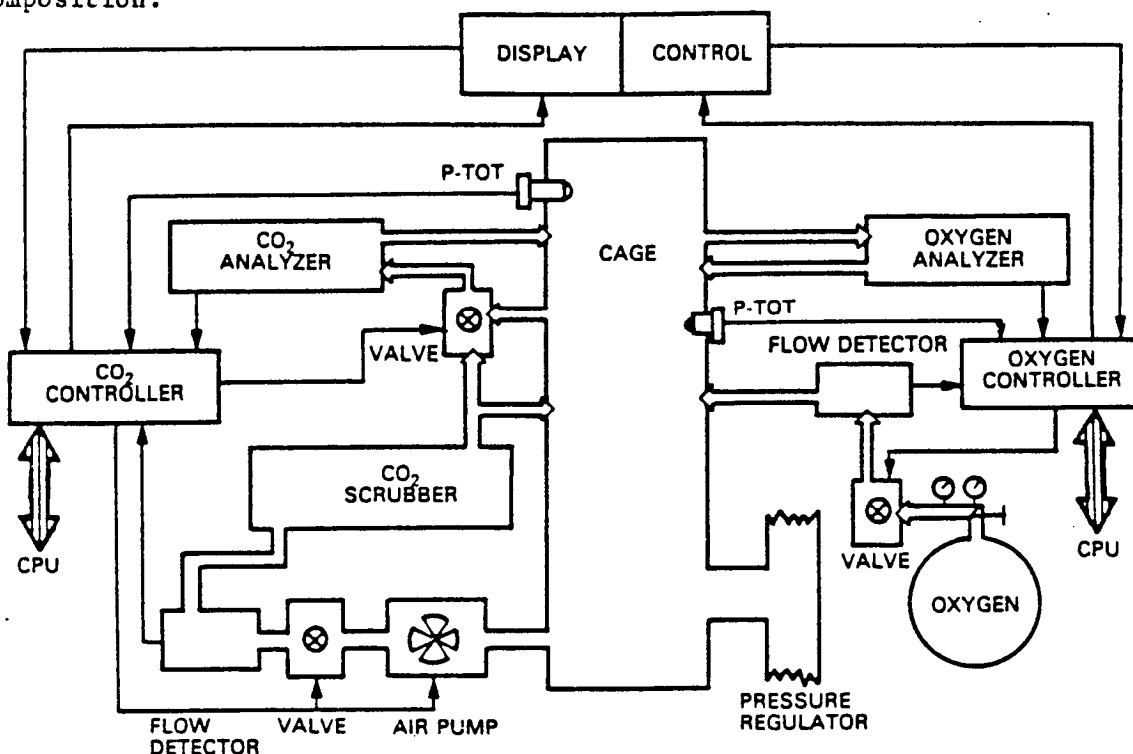 omposition.
DISPLAY
CONTROL
P-TOT
CO2
ANALYZER
CAGE
OXYGEN
ANALYZER
P-TOT
VALVE
FLOW DETECTOR
CO2
CONTROLLER
OXYGEN
CONTROLLER
CO2
SCRUBBER
CPU
VALVE
CPU
OXYGEN
FLOW
DETECTOR
VALVE
AIR PUMP
PRESSURE
REGULATOR